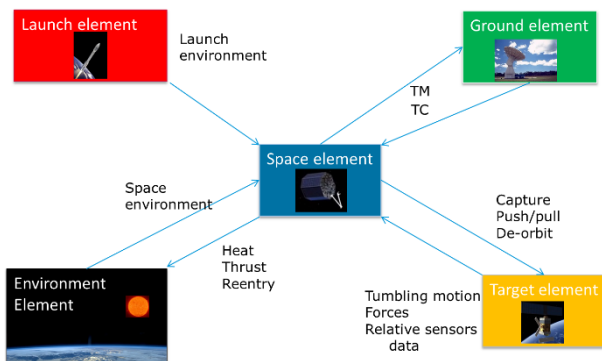 Launch element
Ground element
Launch
environment
TM
TC
Space element
Space
environment
Capture
Push/pull
De-orbit
Heat
Thrust
Reentry
Environment
Element
Tumbling motion
Forces
Relative sensors
data
Target element